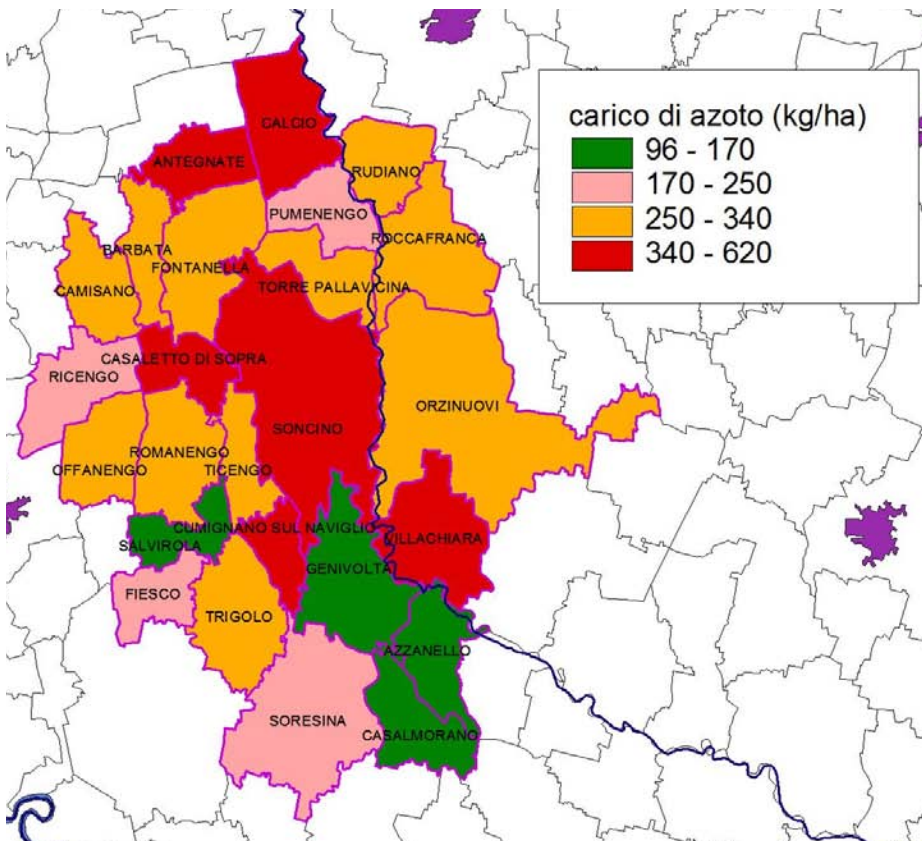 carico di azoto (kg/ha)
96 - 170
170 - 250
250 - 340
340 - 620
CALCIO
ANTEGNATE
RUDIANO
PUMENENGO
ROCCAFRANCA
BARBATA
FONTANELLA
TORRE PALLAVICINA
CAMISANO
CASALETTO DI SOPRA
RICENGO
ORZINUOVI
SONCINO
ROMANENGO
OFFANENGO
TICENGO
CUMIGNANO SUL NAVIGLIO
VILLACHIARA
SALVIROLA
GENIVOLTA
FIESCO
TRIGOLO
AZZANELLO
SORESINA
CASALMORANO